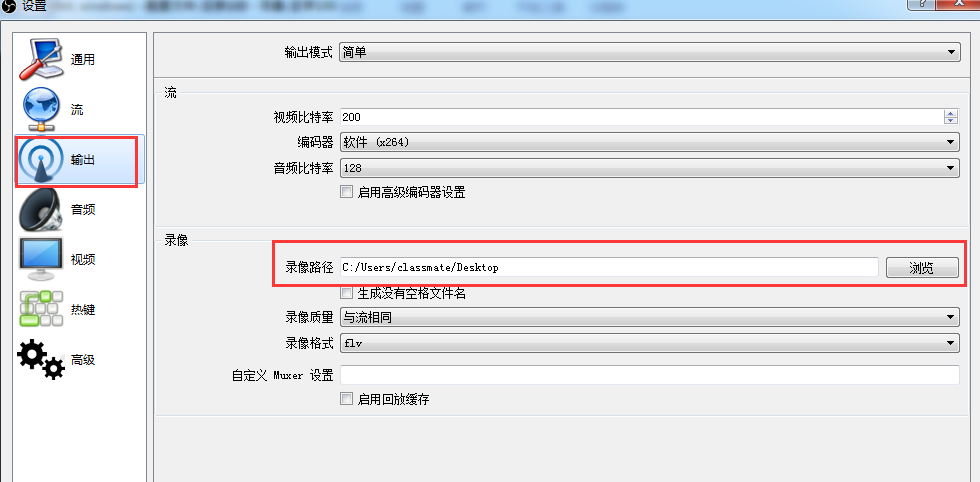 设置
通用
流
输出
音频
视频
热键
高级
输出模式 简单
流
视频比特率 200
编码器 软件 (x264)
音频比特率 128
启用高级编码器设置
录像
录像路径 C:/Users/classmate/Desktop 浏览
生成没有空格文件名
录像质量 与流相同
录像格式 flv
自定义 Muxer 设置
启用回放缓存